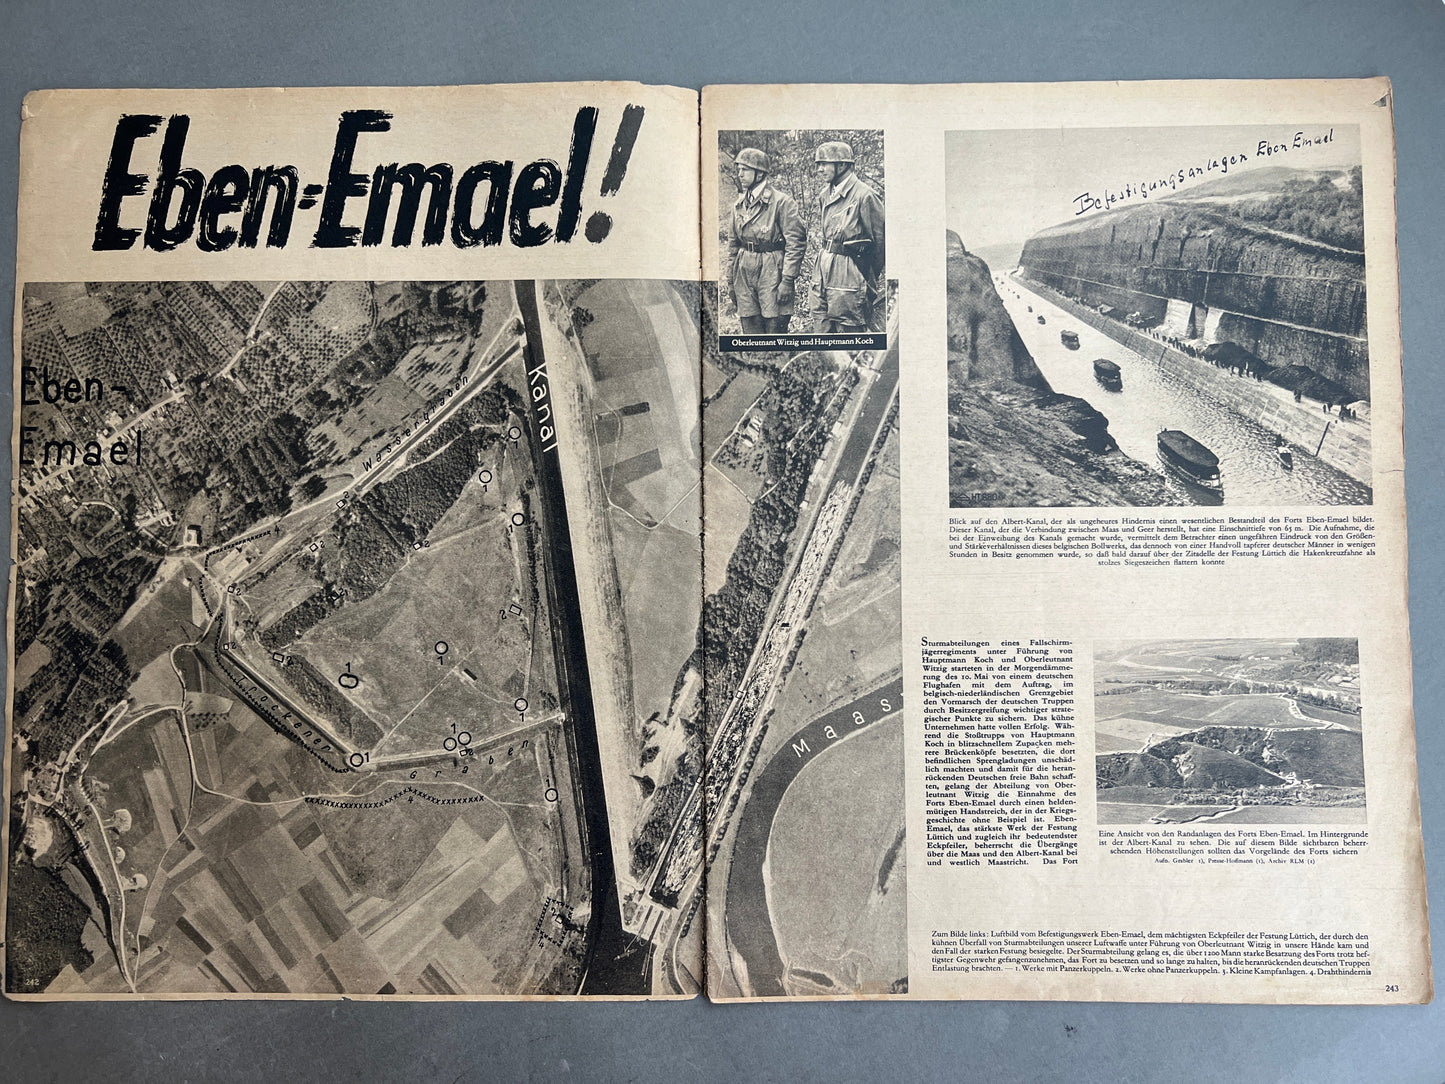 Eben=Emael!
Eben-
Emael
Wassergraben
Kanal
Trockener
Graben
Maas
1
2
4
242
Oberleutnant Witzig und Hauptmann Koch
Befestigungsanlagen Eben Emael
Blick auf den Albert-Kanal, der als ungeheures Hindernis einen wesentlichen Bestandteil des Forts Eben-Emael bildet.
Dieser Kanal, der die Verbindung zwischen Maas und Geer herstellt, hat eine Einschnittiefe von 65 m. Die Aufnahme, die
bei der Einweihung des Kanals gemacht wurde, vermittelt dem Betrachter einen ungefähren Eindruck von den Größen-
und Stärkeverhältnissen dieses belgischen Bollwerks, das dennoch von einer Handvoll tapferer deutscher Männer in wenigen
Stunden in Besitz genommen wurde, so daß bald darauf über der Zitadelle der Festung Lüttich die Hakenkreuzfahne als
stolzes Siegeszeichen flattern konnte
Sturmabteilungen eines Fallschirm-
jägerregiments unter Führung von
Hauptmann Koch und Oberleutnant
Witzig starteten in der Morgendämme-
rung des 10. Mai von einem deutschen
Flughafen mit dem Auftrag, im
belgisch-niederländischen Grenzgebiet
den Vormarsch der deutschen Truppen
durch Besitzergreifung wichtiger strate-
gischer Punkte zu sichern. Das kühne
Unternehmen hatte vollen Erfolg. Wäh-
rend die Stoßtrupps von Hauptmann
Koch in blitzschnellem Zupacken meh-
rere Brückenköpfe besetzten, die dort
befindlichen Sprengladungen unschäd-
lich machten und damit für die heran-
rückenden Deutschen freie Bahn schaff-
ten, gelang der Abteilung von Ober-
leutnant Witzig die Einnahme des
Forts Eben-Emael durch einen helden-
mütigen Handstreich, der in der Kriegs-
geschichte ohne Beispiel ist. Eben-
Emael, das stärkste Werk der Festung
Lüttich und zugleich ihr bedeutendster
Eckpfeiler, beherrscht die Übergänge
über die Maas und den Albert-Kanal bei
und westlich Maastricht. Das Fort
Eine Ansicht von den Randanlagen des Forts Eben-Emael. Im Hintergrunde
ist der Albert-Kanal zu sehen. Die auf diesem Bilde sichtbaren beherr-
schenden Höhenstellungen sollten das Vorgelände des Forts sichern
Aufn. Grabler 1), Presse-Hoffmann (1), Archiv RLM (1)
Zum Bilde links: Luftbild vom Befestigungswerk Eben-Emael, dem mächtigsten Eckpfeiler der Festung Lüttich, der durch den
kühnen Überfall von Sturmabteilungen unserer Luftwaffe unter Führung von Oberleutnant Witzig in unsere Hände kam und
den Fall der starken Festung besiegelte. Der Sturmabteilung gelang es, die über 1200 Mann starke Besatzung des Forts trotz hef-
tigster Gegenwehr gefangenzunehmen, das Fort zu besetzen und so lange zu halten, bis die heranrückenden deutschen Truppen
Entlastung brachten. — 1. Werke mit Panzerkuppeln. 2. Werke ohne Panzerkuppeln. 3. Kleine Kampfanlagen. 4. Drahthindernis
243